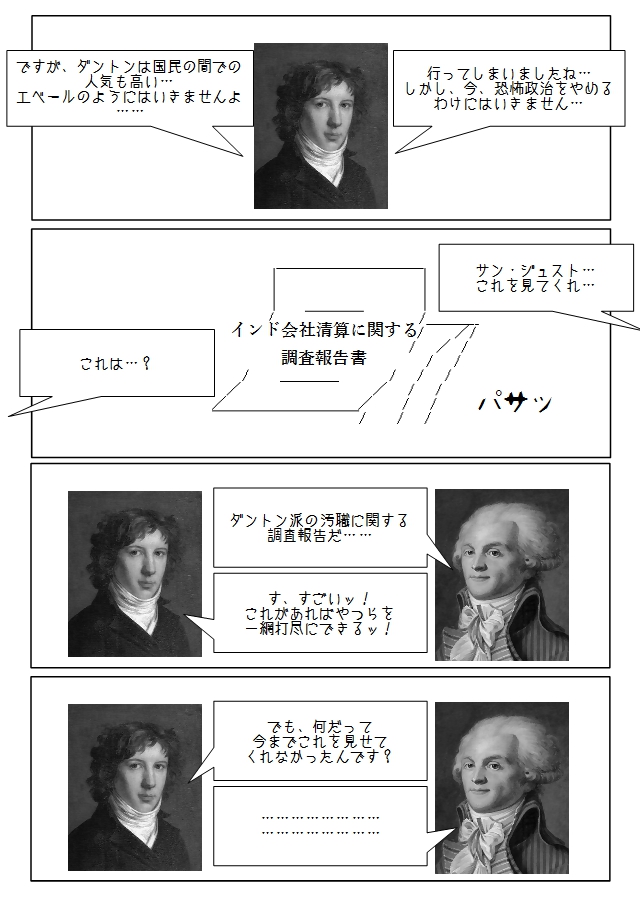 行ってしまいましたね…
しかし、今、恐怖政治をやめる
わけにはいきません…
ですが、ダントンは国民の間での
人気も高い…
エベールのようにはいきませんよ
……
サン・ジュスト…
これを見てくれ…
インド会社清算に関する
調査報告書
パサッ
これは…？
ダントン派の汚職に関する
調査報告だ……
す、すごいッ！
これがあればやつらを
一網打尽にできるッ！
でも、何だって
今までこれを見せて
くれなかったんです？
……………………
……………………